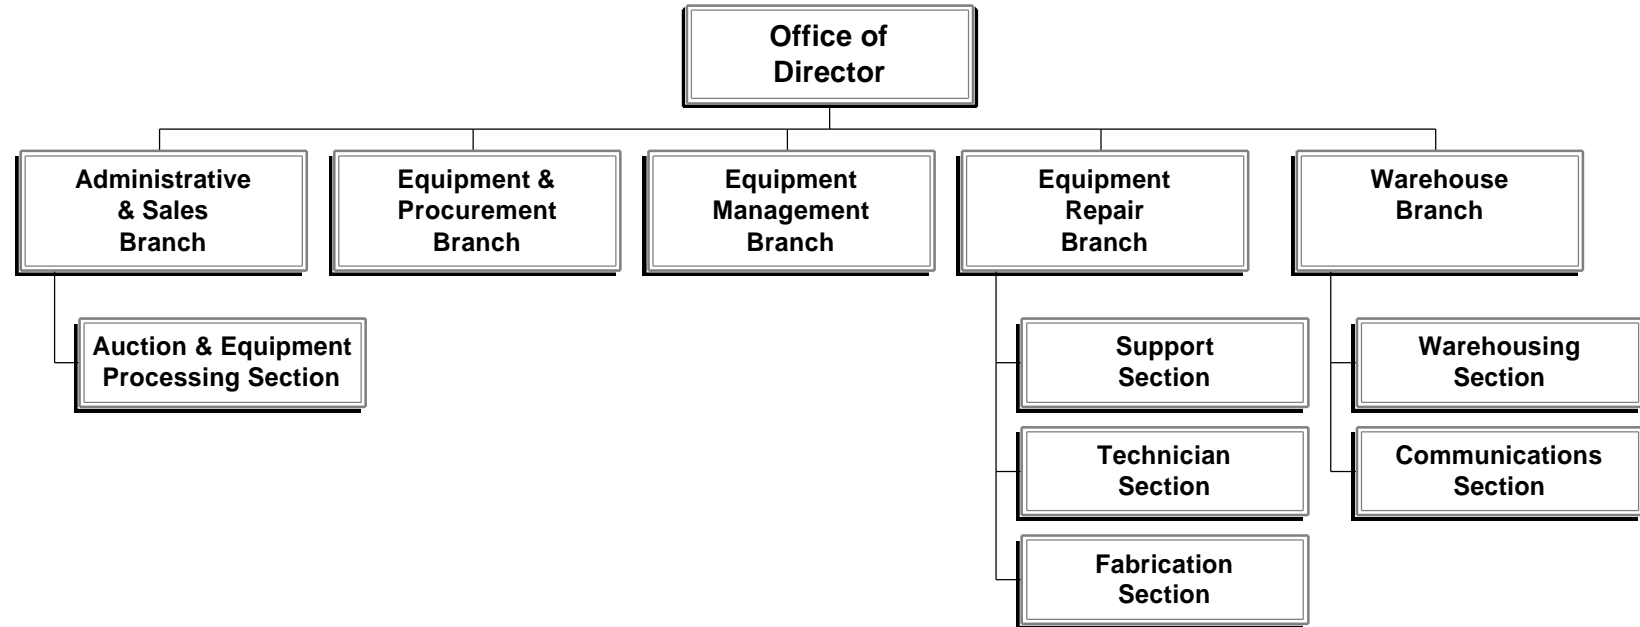 Office of
Director
Administrative
& Sales
Branch
Equipment &
Procurement
Branch
Equipment
Management
Branch
Equipment
Repair
Branch
Warehouse
Branch
Auction & Equipment
Processing Section
Support
Section
Technician
Section
Fabrication
Section
Warehousing
Section
Communications
Section